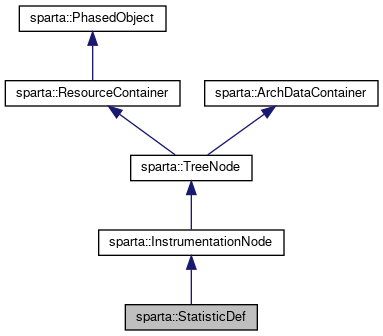 sparta::PhasedObject
sparta::ResourceContainer
sparta::ArchDataContainer
sparta::TreeNode
sparta::InstrumentationNode
sparta::StatisticDef